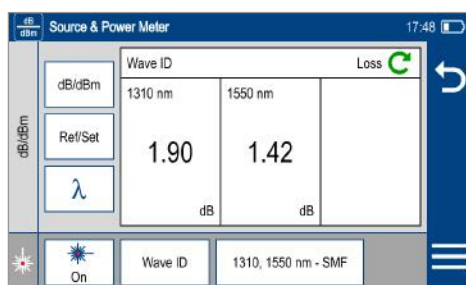 dB
dBm
Source & Power Meter
17:48
dB/dBm
dB/dBm
Ref/Set
λ
Wave ID
Loss
1310 nm
1550 nm
1.90
1.42
dB
dB
On
Wave ID
1310, 1550 nm - SMF